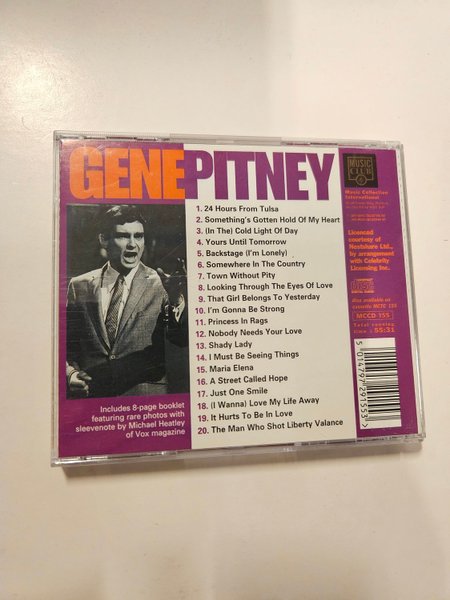 GENE PITNEY
1. 24 Hours From Tulsa
2. Something's Gotten Hold Of My Heart
3. (In The) Cold Light Of Day
4. Yours Until Tomorrow
5. Backstage (I'm Lonely)
6. Somewhere In The Country
7. Town Without Pity
8. Looking Through The Eyes Of Love
9. That Girl Belongs To Yesterday
10. I'm Gonna Be Strong
11. Princess In Rags
12. Nobody Needs Your Love
13. Shady Lady
14. I Must Be Seeing Things
15. Maria Elena
16. A Street Called Hope
17. Just One Smile
18. (I Wanna) Love My Life Away
19. It Hurts To Be In Love
20. The Man Who Shot Liberty Valance
Includes 8-page booklet
featuring rare photos with
sleevenote by Michael Heatley
of Vox magazine
MUSIC
CLUB
Music Collection
International
Licenced
courtesy of
Nestshare Ltd.,
by arrangement
with Celebrity
Licensing Inc.
disc
Also available on
cassette MCTC 155
MCCD 155
Total running
time : 55:31
5 014797 291553